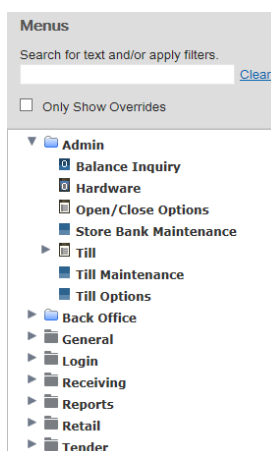 Menus
Search for text and/or apply filters.
Clear
Only Show Overrides
Admin
Balance Inquiry
Hardware
Open/Close Options
Store Bank Maintenance
Till
Till Maintenance
Till Options
Back Office
General
Login
Receiving
Reports
Retail
Tender